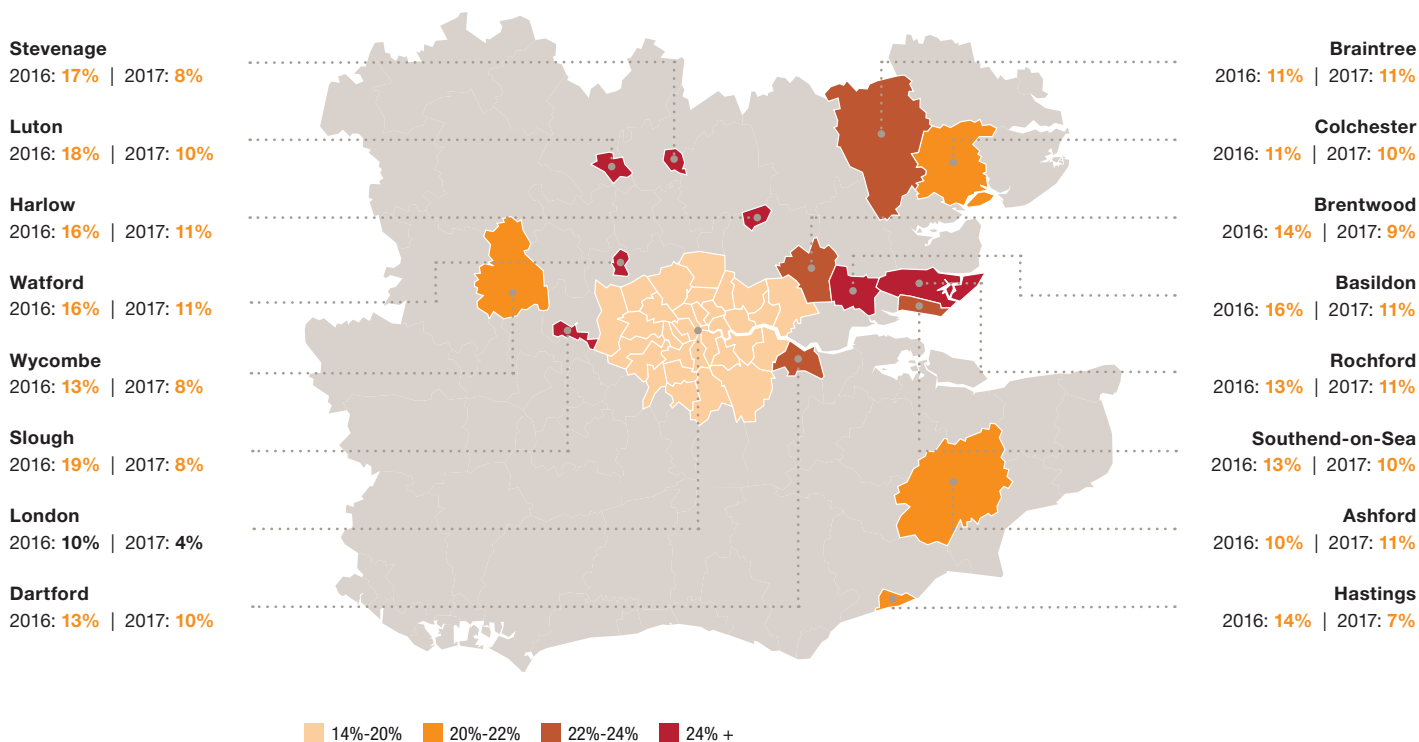 Stevenage
2016: 17% | 2017: 8%
Luton
2016: 18% | 2017: 10%
Harlow
2016: 16% | 2017: 11%
Watford
2016: 16% | 2017: 11%
Wycombe
2016: 13% | 2017: 8%
Slough
2016: 19% | 2017: 8%
London
2016: 10% | 2017: 4%
Dartford
2016: 13% | 2017: 10%
Braintree
2016: 11% | 2017: 11%
Colchester
2016: 11% | 2017: 10%
Brentwood
2016: 14% | 2017: 9%
Basildon
2016: 16% | 2017: 11%
Rochford
2016: 13% | 2017: 11%
Southend-on-Sea
2016: 13% | 2017: 10%
Ashford
2016: 10% | 2017: 11%
Hastings
2016: 14% | 2017: 7%
14%-20% 20%-22% 22%-24% 24% +